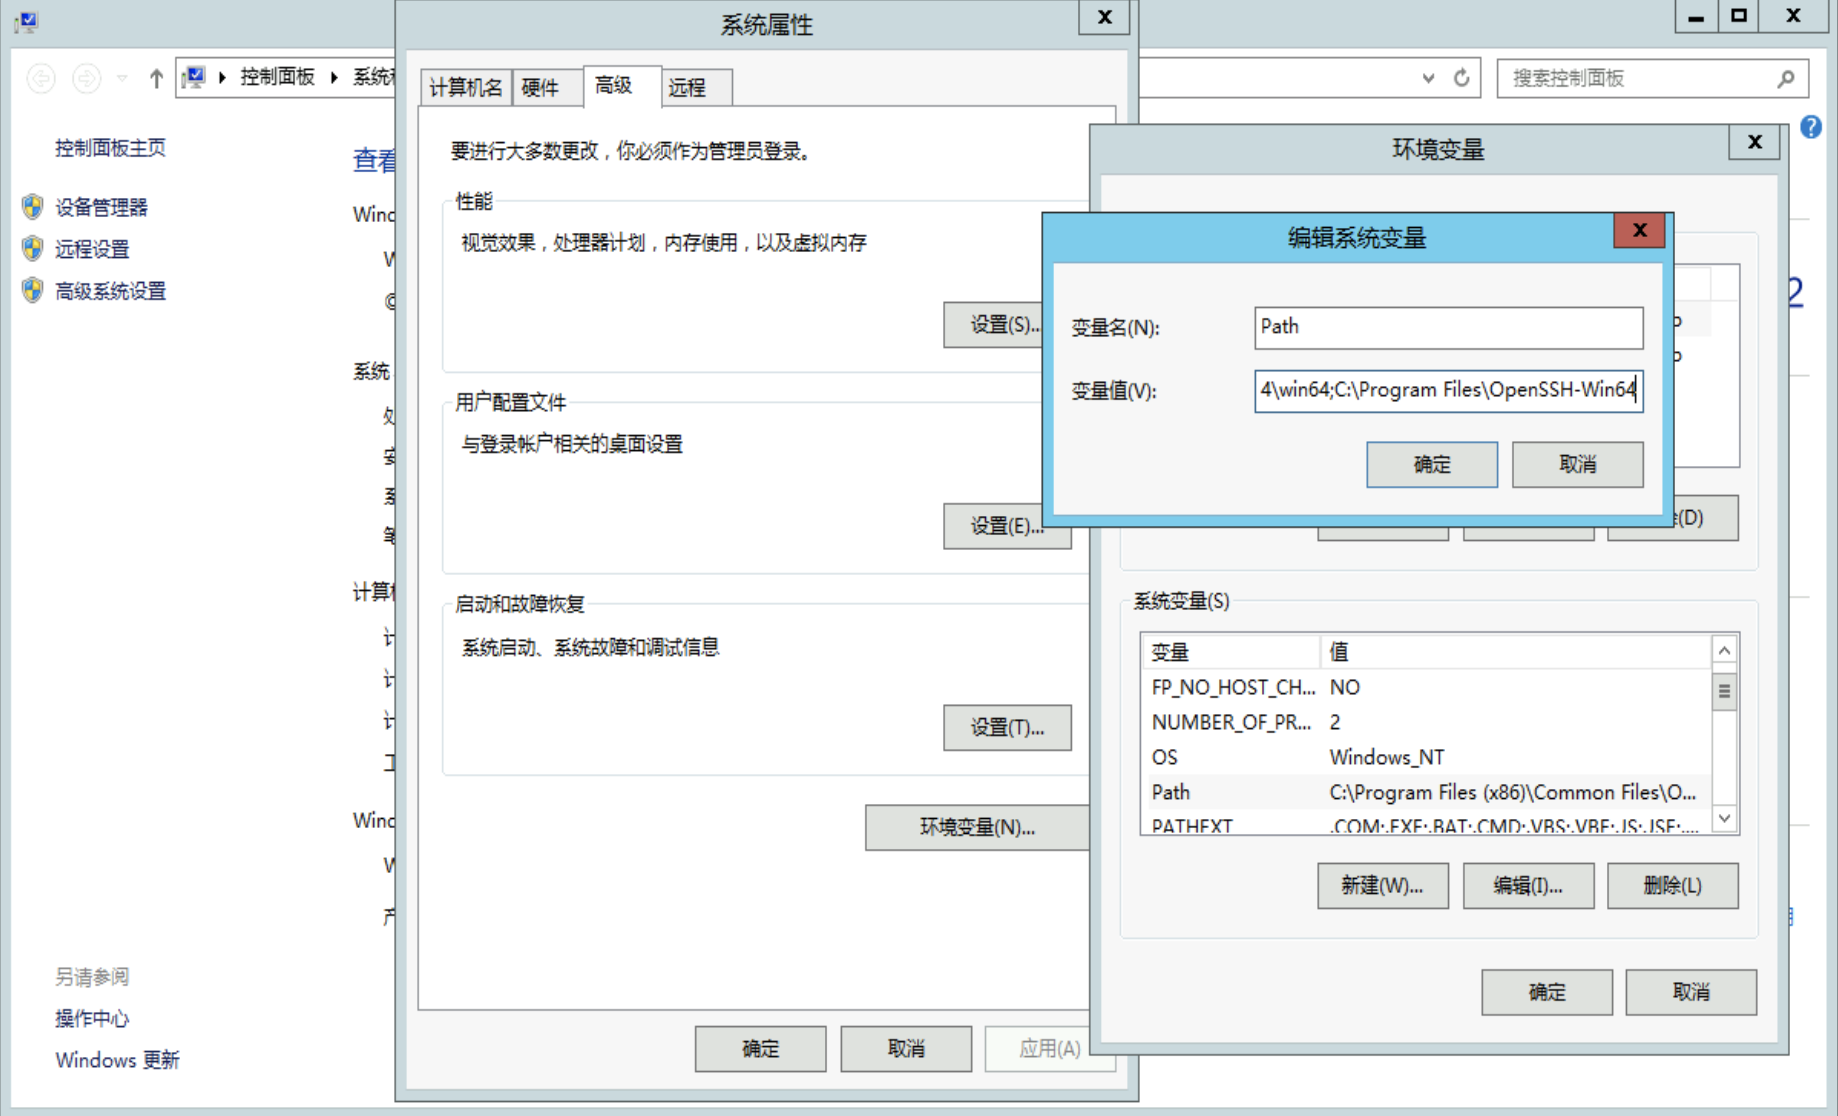 控制面板
系统
搜索控制面板
控制面板主页
设备管理器
远程设置
高级系统设置
查看
Winc
系统
计算
Winc
另请参阅
操作中心
Windows 更新
系统属性
计算机名
硬件
高级
远程
要进行大多数更改，你必须作为管理员登录。
性能
视觉效果，处理器计划，内存使用，以及虚拟内存
设置(S)...
用户配置文件
与登录帐户相关的桌面设置
设置(E)...
启动和故障恢复
系统启动、系统故障和调试信息
设置(T)...
环境变量(N)...
确定
取消
应用(A)
环境变量
编辑系统变量
变量名(N):
Path
变量值(V):
4\win64;C:\Program Files\OpenSSH-Win64
确定
取消
(D)
2
系统变量(S)
变量 值
FP_NO_HOST_CH... NO
NUMBER_OF_PR... 2
OS Windows_NT
Path C:\Program Files (x86)\Common Files\O...
PATHEXT .COM;.EXE;.BAT;.CMD;.VBS;.VBE;.JS;.JSE;....
新建(W)...
编辑(I)...
删除(L)
确定
取消